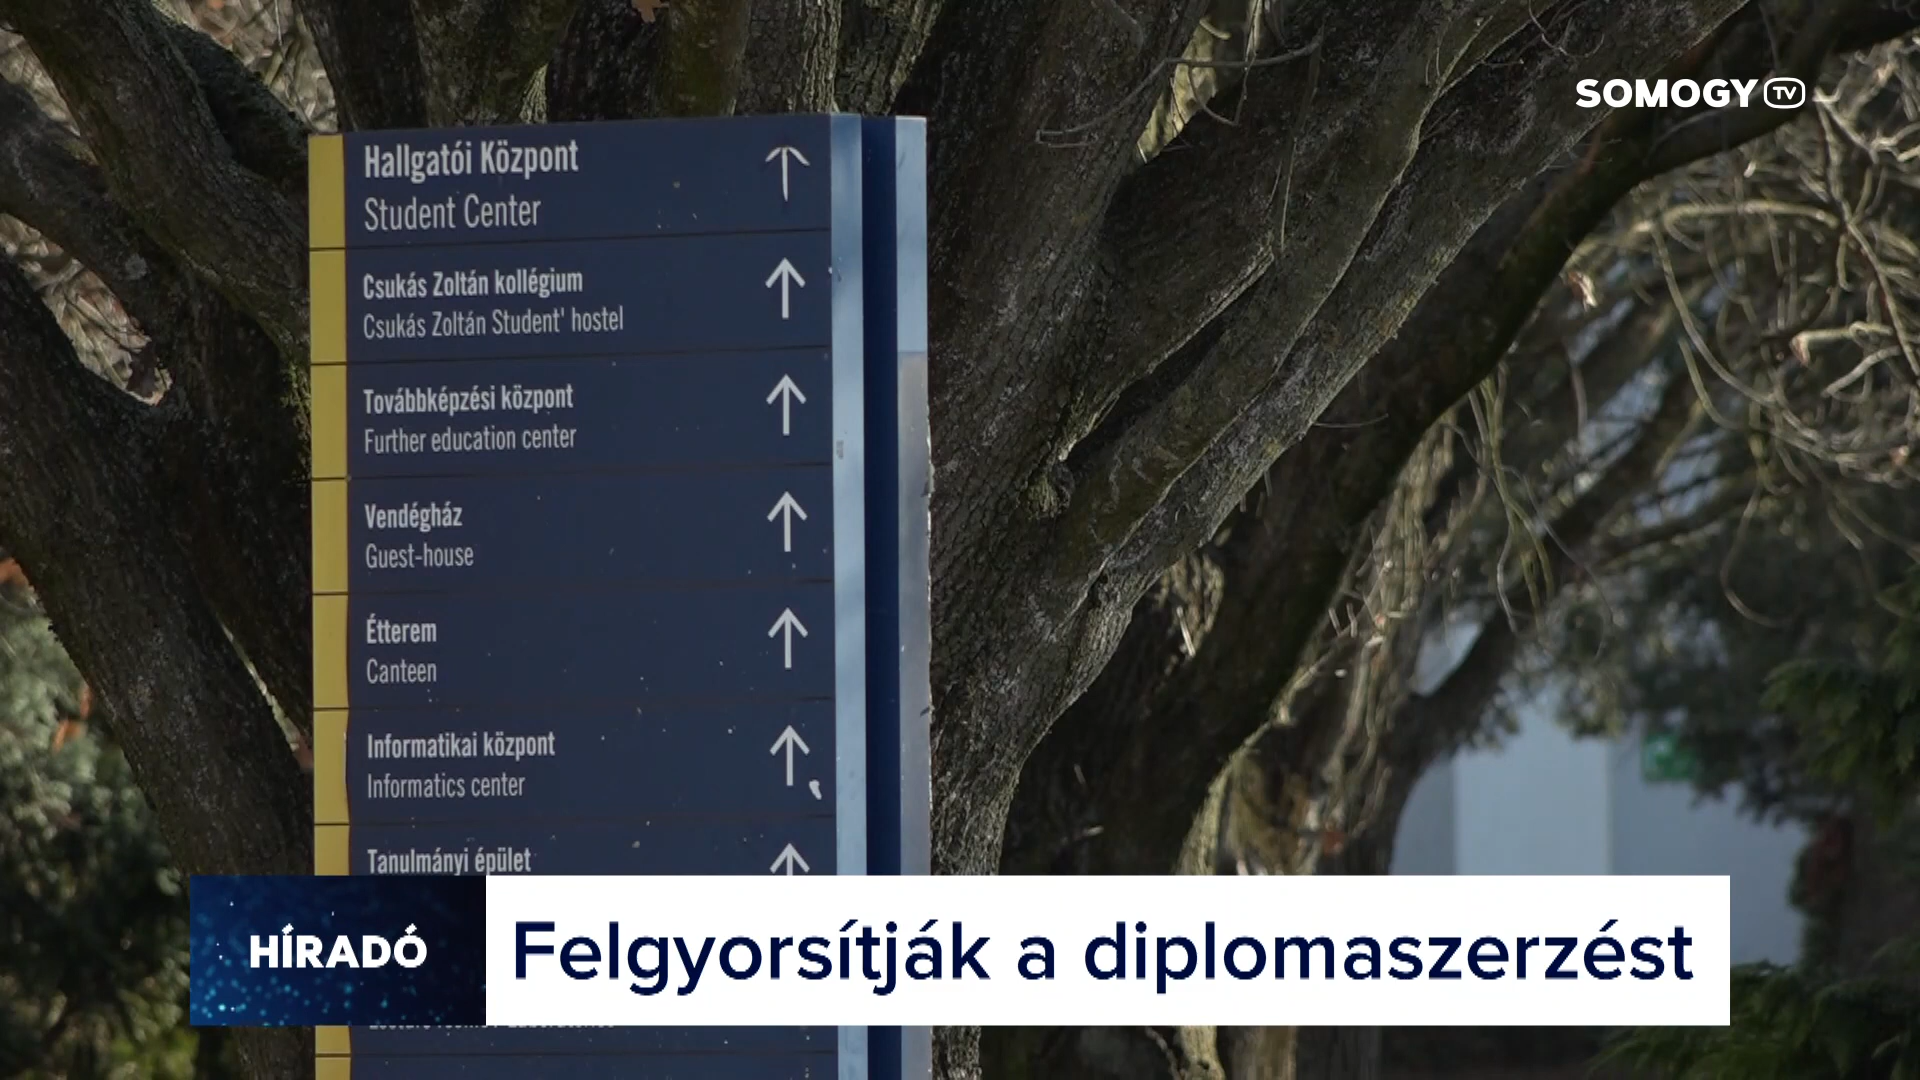 SOMOGY TV
Hallgatói Központ
Student Center
Csukás Zoltán kollégium
Csukás Zoltán Student' hostel
Továbbképzési központ
Further education center
Vendégház
Guest-house
Étterem
Canteen
Informatikai központ
Informatics center
Tanulmányi épület
HÍRADÓ
Felgyorsítják a diplomaszerzést